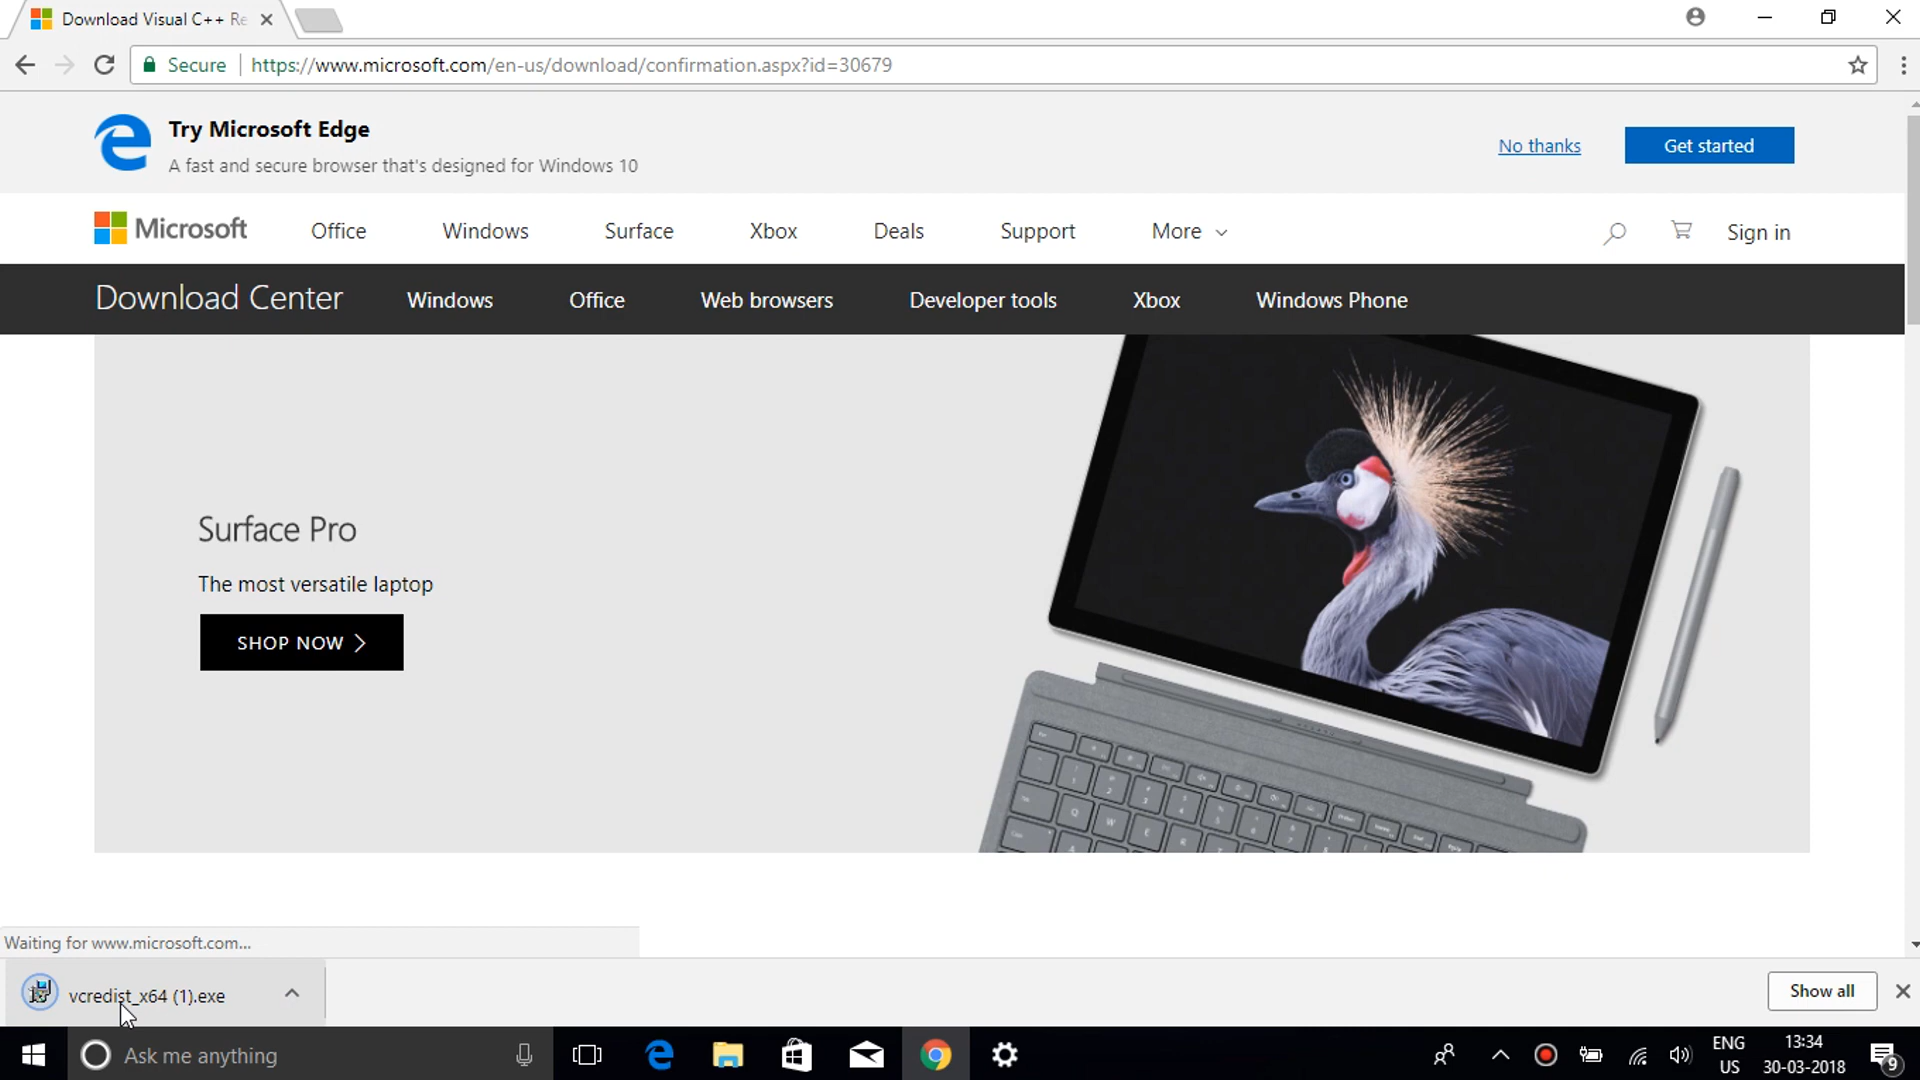 Download Visual C++ Re
Secure
https://www.microsoft.com/en-us/download/confirmation.aspx?id=30679
Try Microsoft Edge
A fast and secure browser that's designed for Windows 10
No thanks
Get started
Microsoft
Office
Windows
Surface
Xbox
Deals
Support
More
Sign in
Download Center
Windows
Office
Web browsers
Developer tools
Xbox
Windows Phone
Surface Pro
The most versatile laptop
SHOP NOW
Waiting for www.microsoft.com...
vcredist_x64 (1).exe
Show all
Ask me anything
ENG
US
13:34
30-03-2018
9